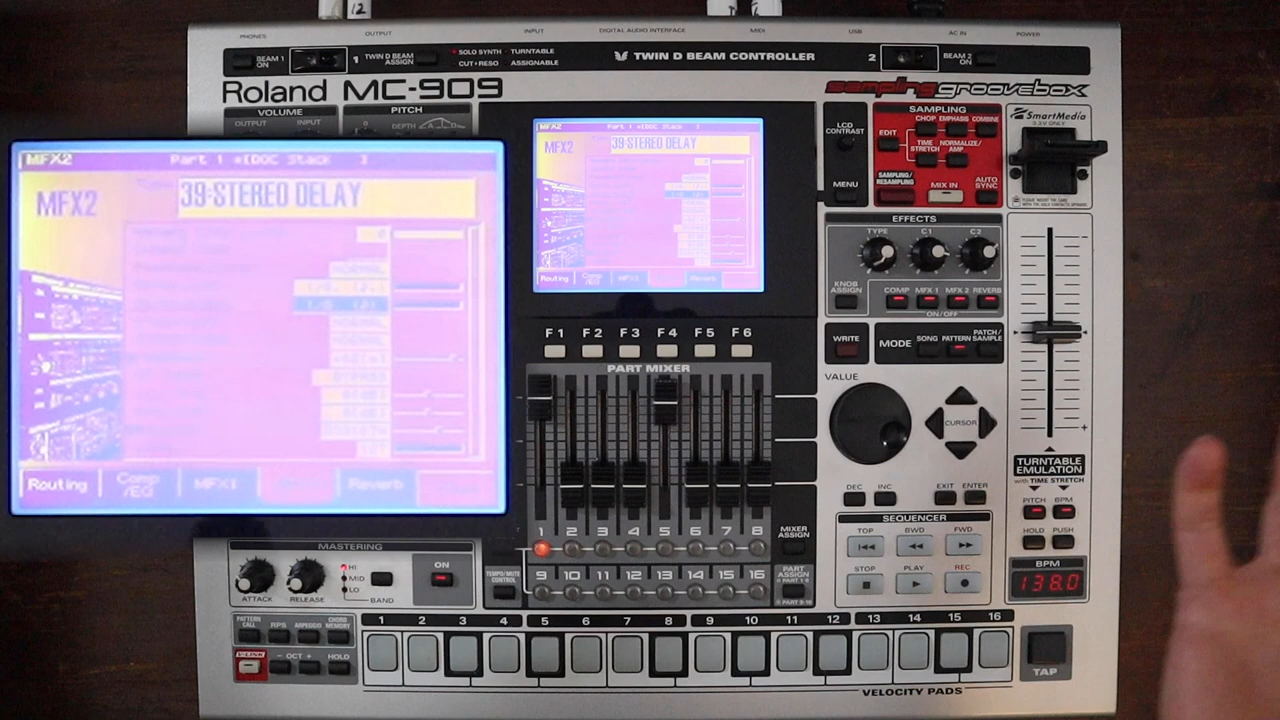 12
PHONES OUTPUT INPUT DIGITAL AUDIO INTERFACE MIDI USB AC IN POWER
BEAM 1 ON 1 TWIN D BEAM ASSIGN SOLO SYNTH TURNTABLE CUT+RESO ASSIGNABLE TWIN D BEAM CONTROLLER 2 BEAM 2 ON
Roland MC-909
sampling groovebox
VOLUME
OUTPUT INPUT
PITCH
DEPTH
MFX2 Part 1
39:STEREO DELAY
MFX2
Routing Comp /EQ MFX1 Reverb
MFX2 Part 1
MFX2
39:STEREO DELAY
Routing Comp /EQ MFX1 Reverb
F1 F2 F3 F4 F5 F6
PART MIXER
1 2 3 4 5 6 7 8
9 10 11 12 13 14 15 16
TEMPO/MUTE CONTROL
MIXER ASSIGN
PART ASSIGN
LCD CONTRAST
MENU
SAMPLING
CHOP EMPHASIS COMBINE
EDIT
TIME STRETCH NORMALIZE/ AMP
SAMPLING/ RESAMPLING MIX IN AUTO SYNC
SmartMedia
3.3V ONLY
EFFECTS
TYPE C1 C2
KNOB ASSIGN
COMP MFX 1 MFX 2 REVERB
ON/OFF
WRITE
MODE SONG PATTERN PATCH/ SAMPLE
VALUE
CURSOR
DEC INC EXIT ENTER
TURNTABLE EMULATION
with TIME STRETCH
PITCH BPM
HOLD PUSH
SEQUENCER
TOP BWD FWD
STOP PLAY REC
BPM
138.0
MASTERING
ATTACK RELEASE
HI
MID
LO
BAND
ON
PATTERN CALL RPS ARPEGGIO CHORD MEMORY
V-LINK - OCT + HOLD
1 2 3 4 5 6 7 8 9 10 11 12 13 14 15 16
VELOCITY PADS
TAP